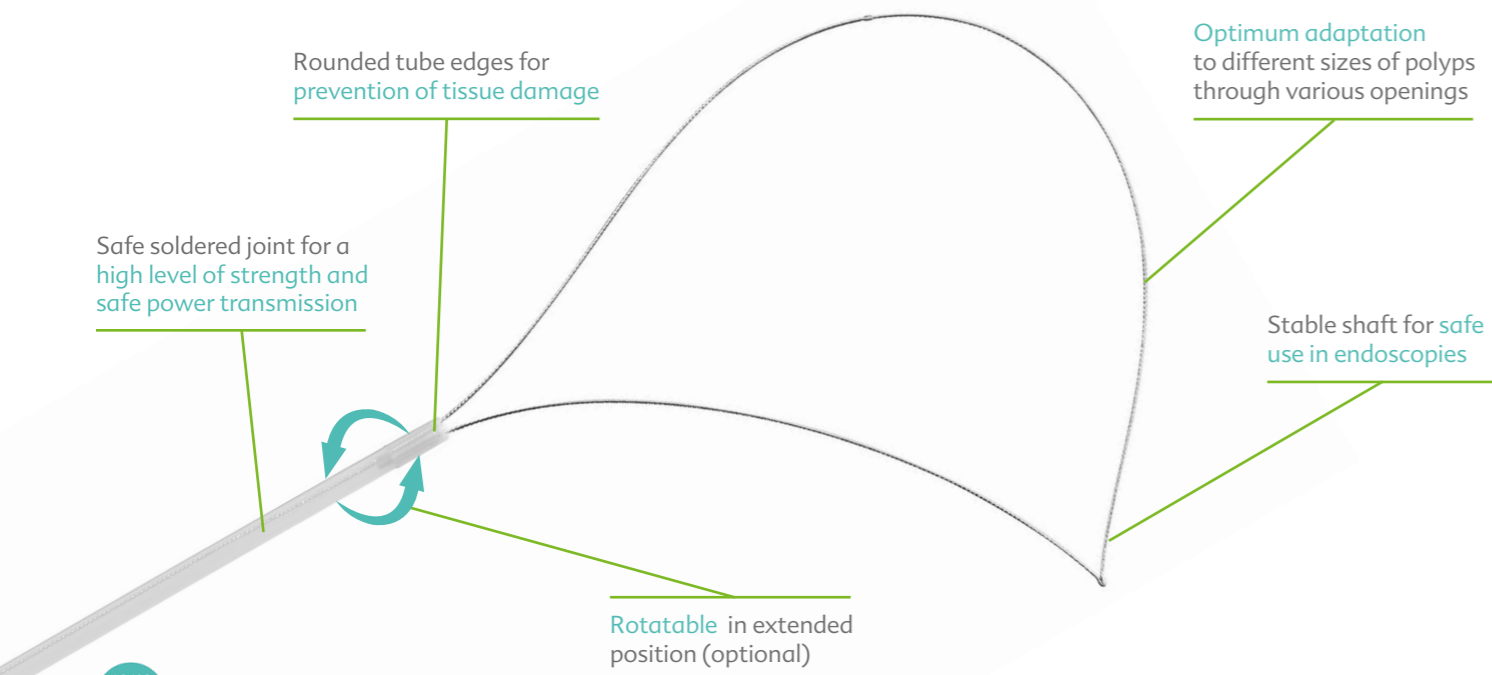 Rounded tube edges for
prevention of tissue damage
Optimum adaptation
to different sizes of polyps
through various openings
Safe soldered joint for a
high level of strength and
safe power transmission
Stable shaft for safe
use in endoscopies
Rotatable in extended
position (optional)